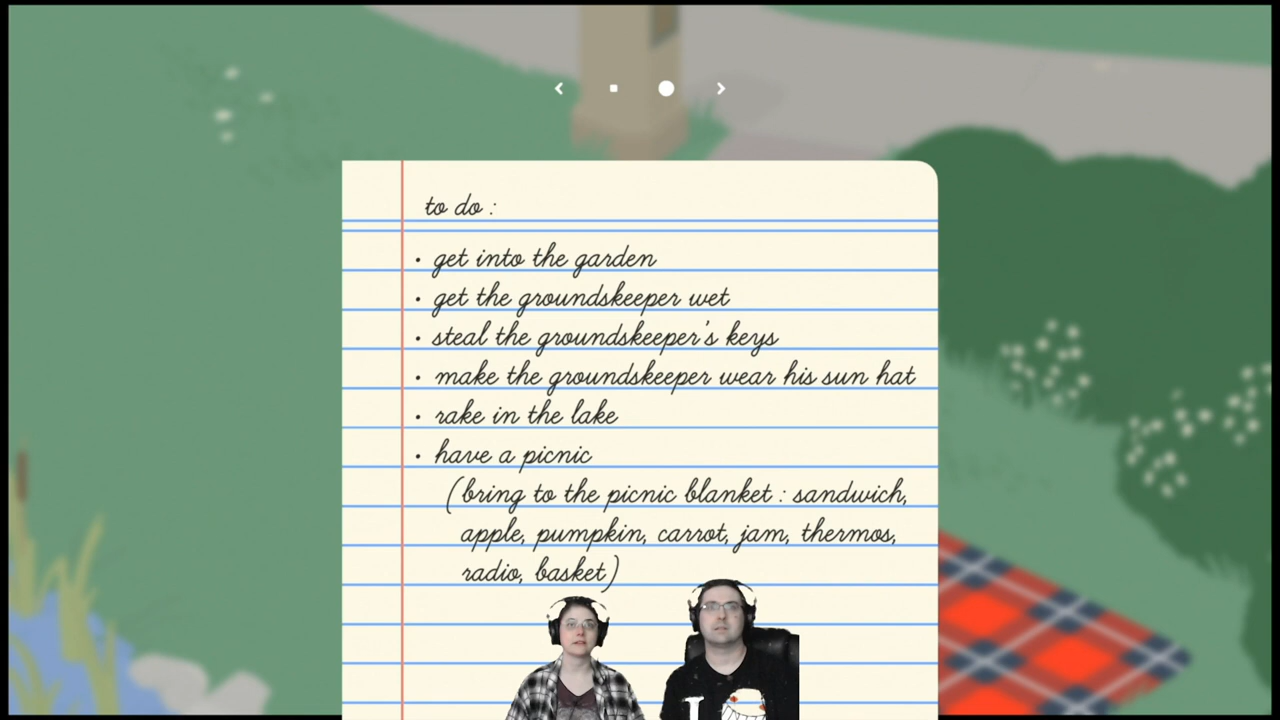 to do :
• get into the garden
• get the groundskeeper wet
• steal the groundskeeper's keys
• make the groundskeeper wear his sun hat
• rake in the lake
• have a picnic
(bring to the picnic blanket : sandwich,
apple, pumpkin, carrot, jam, thermos,
radio, basket)